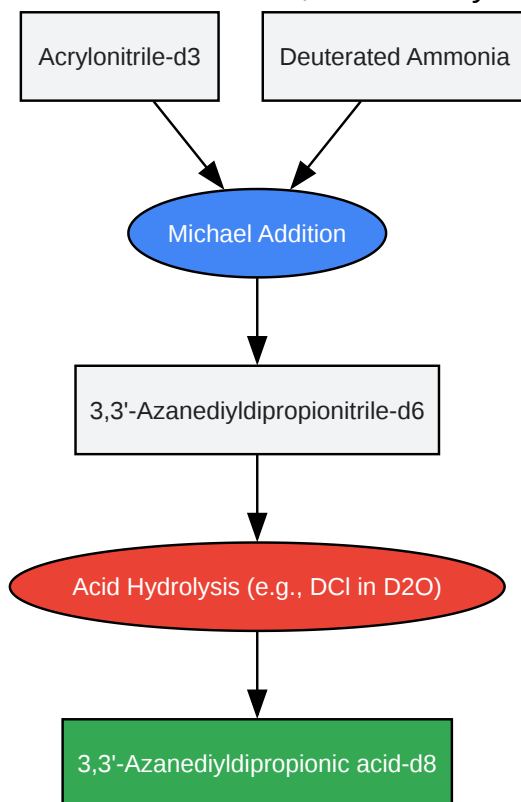 Acrylonitrile-d3
Deuterated Ammonia
Michael Addition
3,3'-Azanediyldipropionitrile-d6
Acid Hydrolysis (e.g., DCl in D2O)
3,3'-Azanediyldipropionic acid-d8